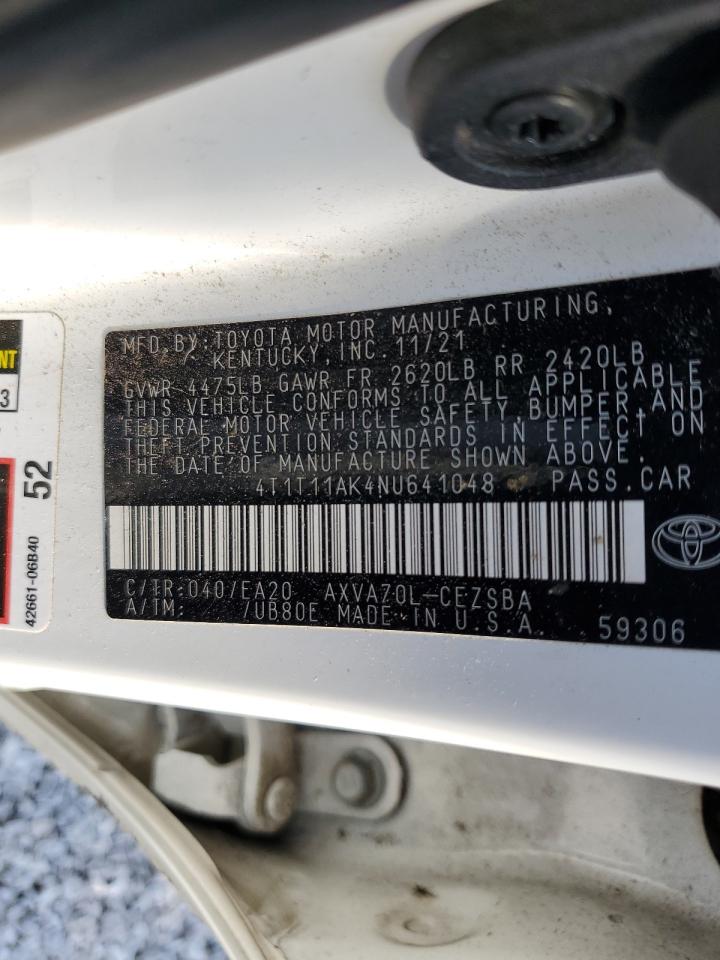 MFD.BY:TOYOTA MOTOR MANUFACTURING,
KENTUCKY,INC.11/21
GVWR 4475LB GAWR FR 2620LB RR 2420LB
THIS VEHICLE CONFORMS TO ALL APPLICABLE
FEDERAL MOTOR VEHICLE SAFETY,BUMPER,AND
THEFT PREVENTION STANDARDS IN EFFECT ON
THE DATE OF MANUFACTURE SHOWN ABOVE.
4T1T11AK4NU641048 PASS.CAR
C/TR:040/EA20 AXVA70L-CEZSBA
A/TM: /UB80E MADE IN U.S.A. 59306
52
42661-06B40